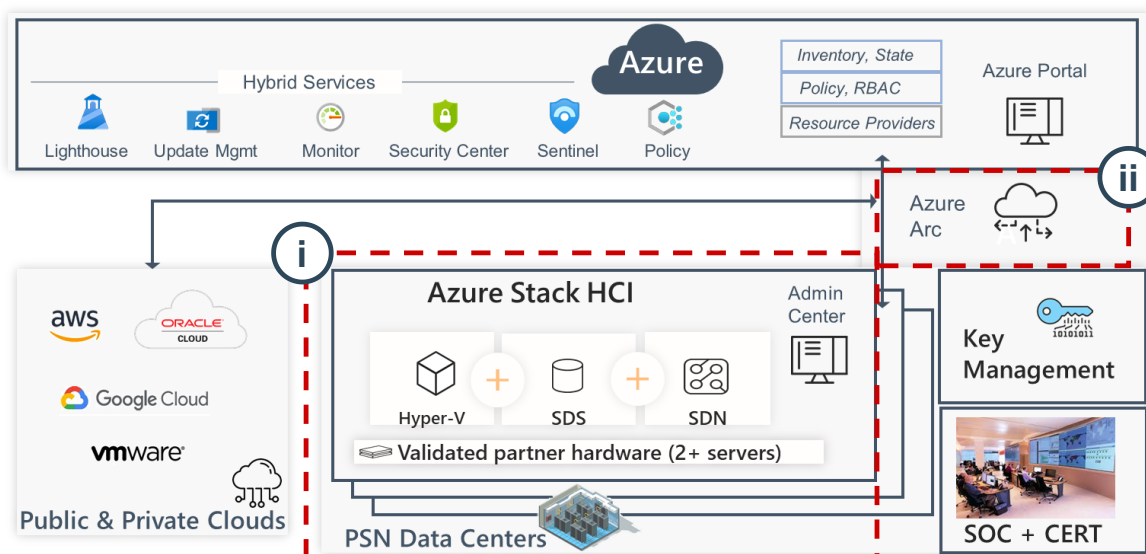 Azure
Hybrid Services
Lighthouse
Update Mgmt
Monitor
Security Center
Sentinel
Policy
Inventory, State
Policy, RBAC
Resource Providers
Azure Portal
ii
Azure
Arc
i
aws
ORACLE
CLOUD
Google Cloud
vmware®
Public & Private Clouds
Azure Stack HCI
Admin
Center
Hyper-V
+
SDS
+
SDN
Validated partner hardware (2+ servers)
PSN Data Centers
10101011
Key
Management
SOC + CERT